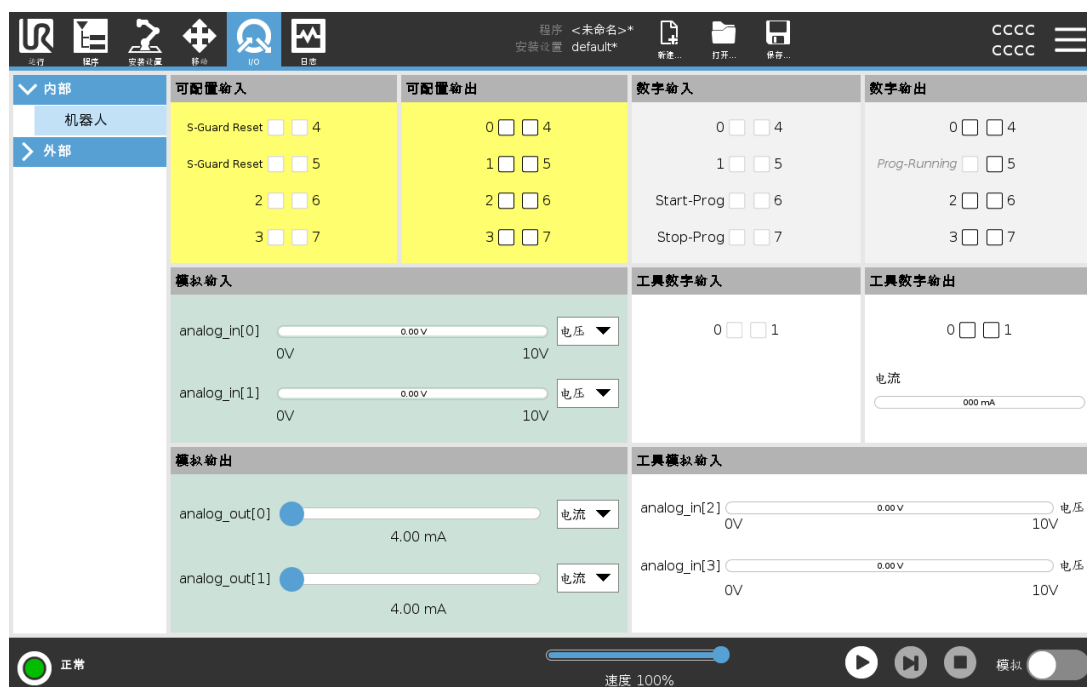 UR
程序 <未命名>*
安装设置 default*
CCCC
CCCC
运行 程序 安装设置 移动 I/O 日志 新建... 打开... 保存...
内部
机器人
外部
可配置输入
S-Guard Reset 4
S-Guard Reset 5
2 6
3 7
可配置输出
0 4
1 5
2 6
3 7
数字输入
0 4
1 5
Start-Prog 6
Stop-Prog 7
数字输出
0 4
Prog-Running 5
2 6
3 7
模拟输入
analog_in[0] 0.00 V 电压
0V 10V
analog_in[1] 0.00 V 电压
0V 10V
工具数字输入
0 1
工具数字输出
0 1
电流
000 mA
模拟输出
analog_out[0] 电流
4.00 mA
analog_out[1] 电流
4.00 mA
工具模拟输入
analog_in[2] 0.00 V 电压
0V 10V
analog_in[3] 0.00 V 电压
0V 10V
正常
速度 100%
模拟